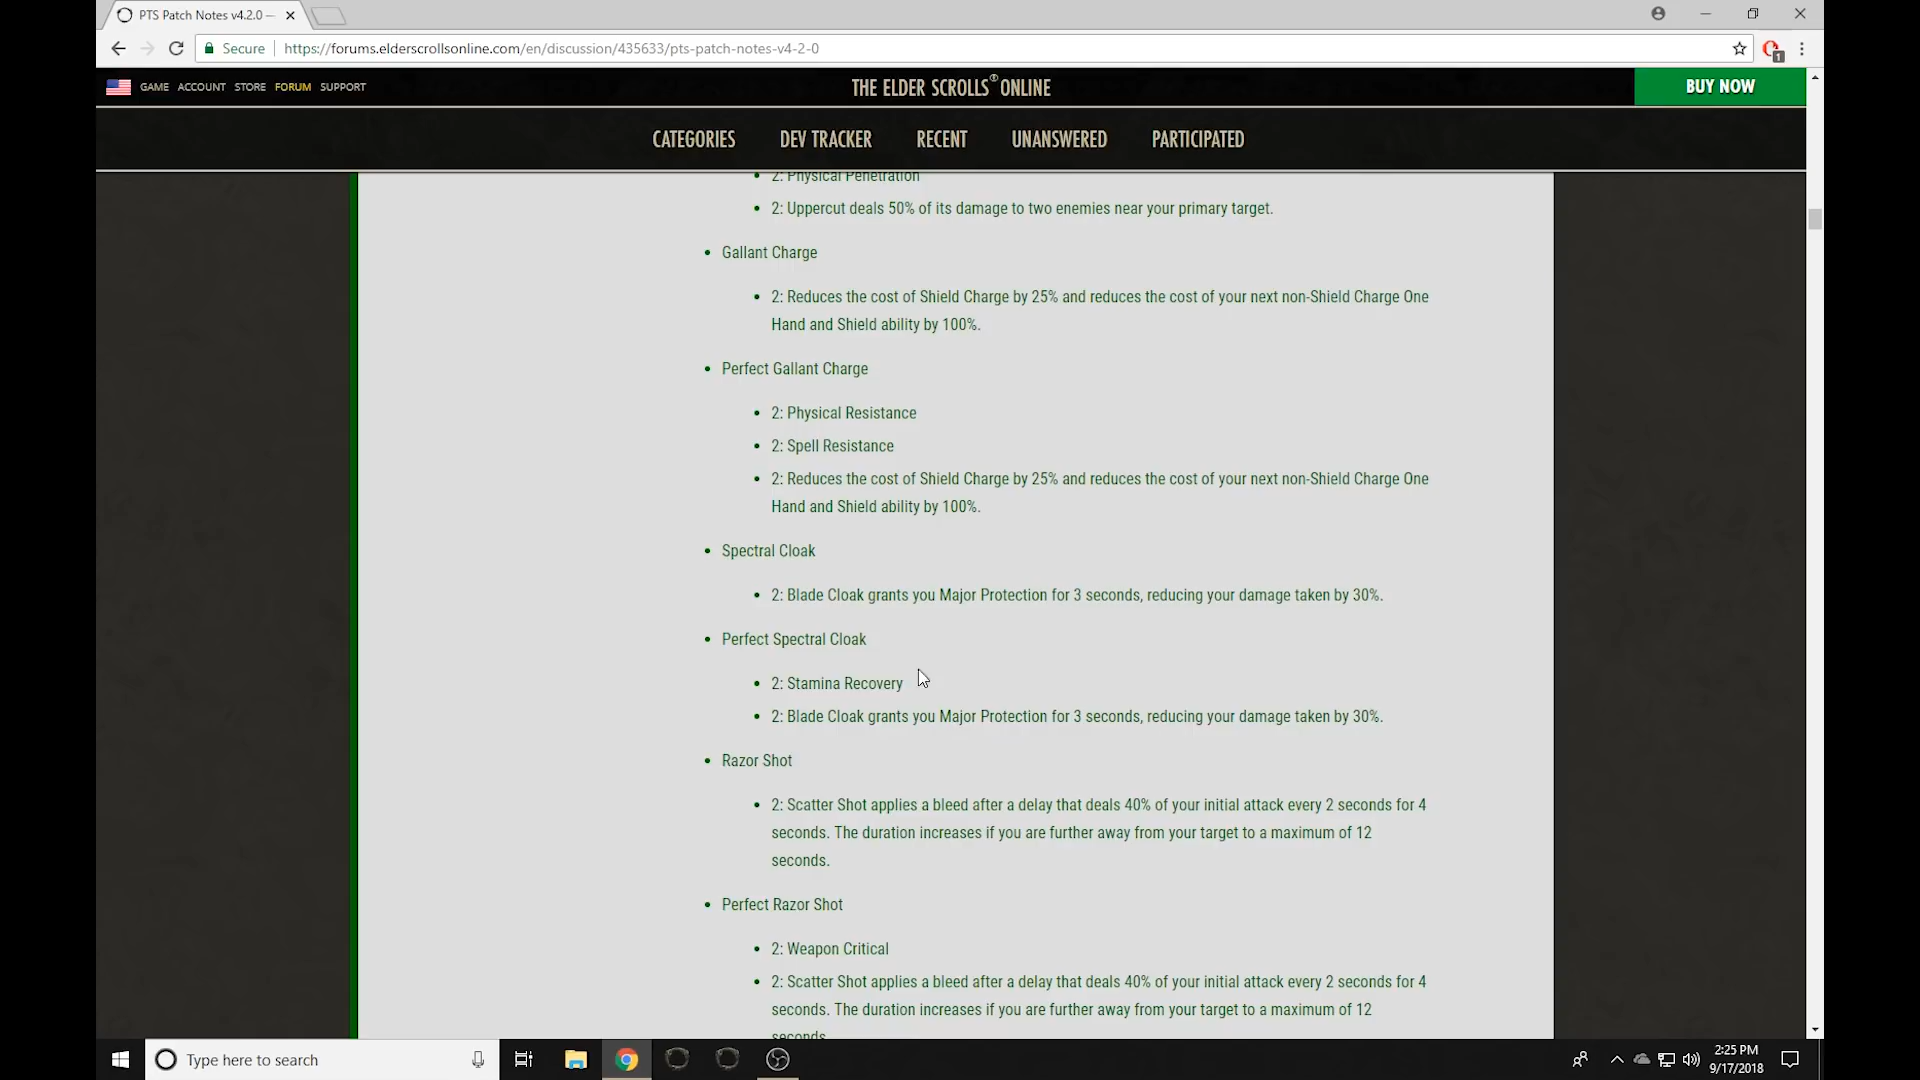 PTS Patch Notes v4.2.0 —
Secure
https://forums.elderscrollsonline.com/en/discussion/435633/pts-patch-notes-v4-2-0
1
GAME ACCOUNT STORE FORUM SUPPORT
THE ELDER SCROLLS® ONLINE
BUY NOW
CATEGORIES DEV TRACKER RECENT UNANSWERED PARTICIPATED
• 2: Physical Penetration
• 2: Uppercut deals 50% of its damage to two enemies near your primary target.
• Gallant Charge
• 2: Reduces the cost of Shield Charge by 25% and reduces the cost of your next non-Shield Charge One
Hand and Shield ability by 100%.
• Perfect Gallant Charge
• 2: Physical Resistance
• 2: Spell Resistance
• 2: Reduces the cost of Shield Charge by 25% and reduces the cost of your next non-Shield Charge One
Hand and Shield ability by 100%.
• Spectral Cloak
• 2: Blade Cloak grants you Major Protection for 3 seconds, reducing your damage taken by 30%.
• Perfect Spectral Cloak
• 2: Stamina Recovery
• 2: Blade Cloak grants you Major Protection for 3 seconds, reducing your damage taken by 30%.
• Razor Shot
• 2: Scatter Shot applies a bleed after a delay that deals 40% of your initial attack every 2 seconds for 4
seconds. The duration increases if you are further away from your target to a maximum of 12
seconds.
• Perfect Razor Shot
• 2: Weapon Critical
• 2: Scatter Shot applies a bleed after a delay that deals 40% of your initial attack every 2 seconds for 4
seconds. The duration increases if you are further away from your target to a maximum of 12
seconds.
Type here to search
2:25 PM
9/17/2018